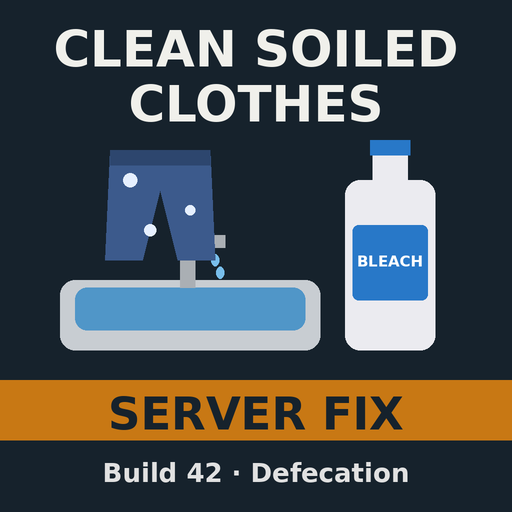 CLEAN SOILED
CLOTHES
BLEACH
SERVER FIX
Build 42 · Defecation